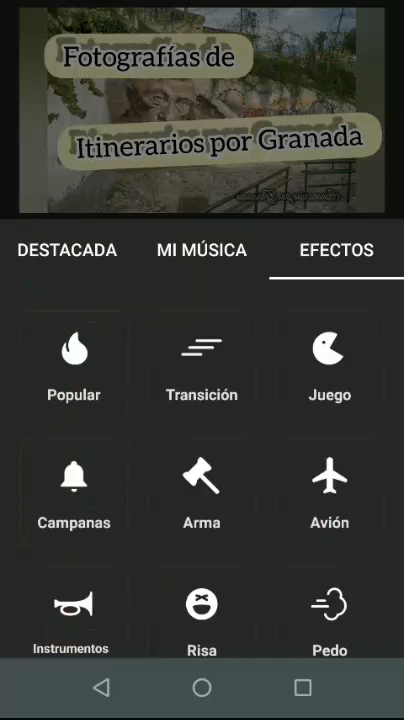 Fotografías de
Itinerarios por Granada
DESTACADA MI MÚSICA EFECTOS
Popular Transición Juego
Campanas Arma Avión
Instrumentos Risa Pedo